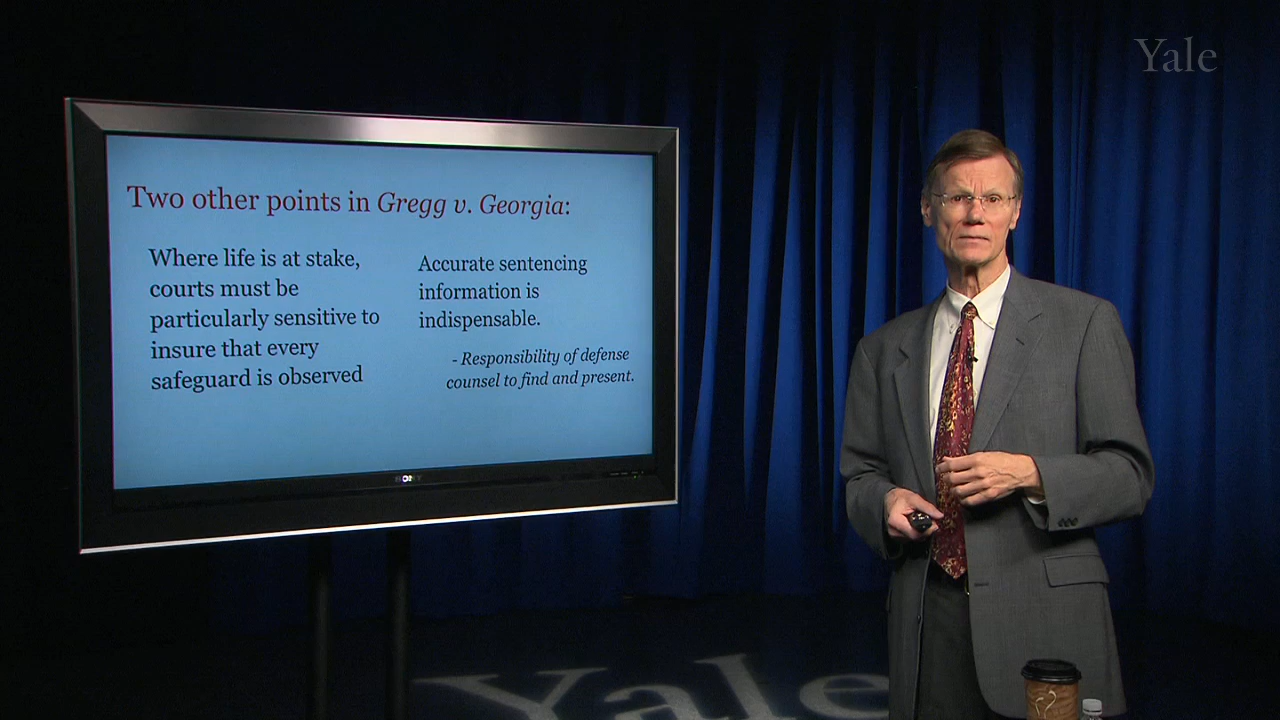 Yale
Two other points in Gregg v. Georgia:
Where life is at stake,
courts must be
particularly sensitive to
insure that every
safeguard is observed
Accurate sentencing
information is
indispensable.
- Responsibility of defense
counsel to find and present.
SONY
Yale